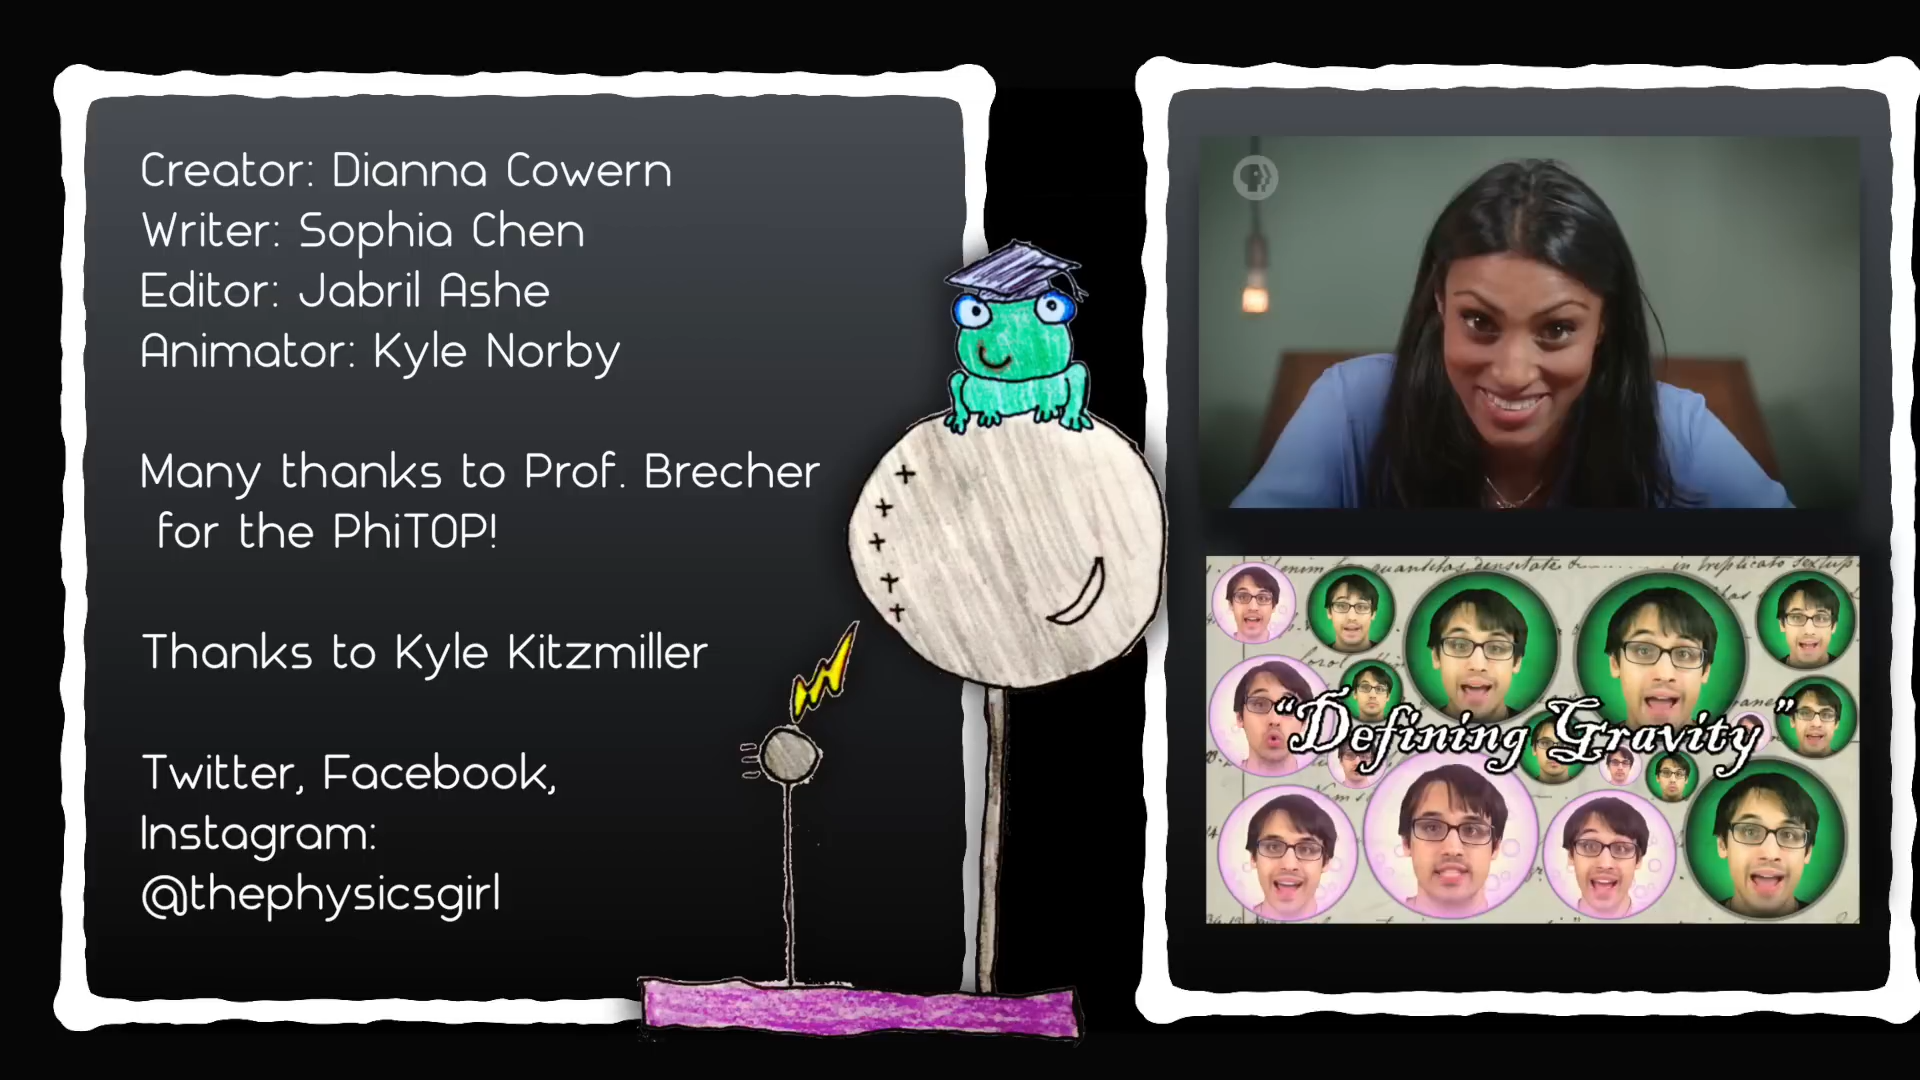 Creator: Dianna Cowern
Writer: Sophia Chen
Editor: Jabril Ashe
Animator: Kyle Norby
Many thanks to Prof. Brecher
for the PhiTOP!
Thanks to Kyle Kitzmiller
Twitter, Facebook,
Instagram:
@thephysicsgirl
"Defining Gravity"